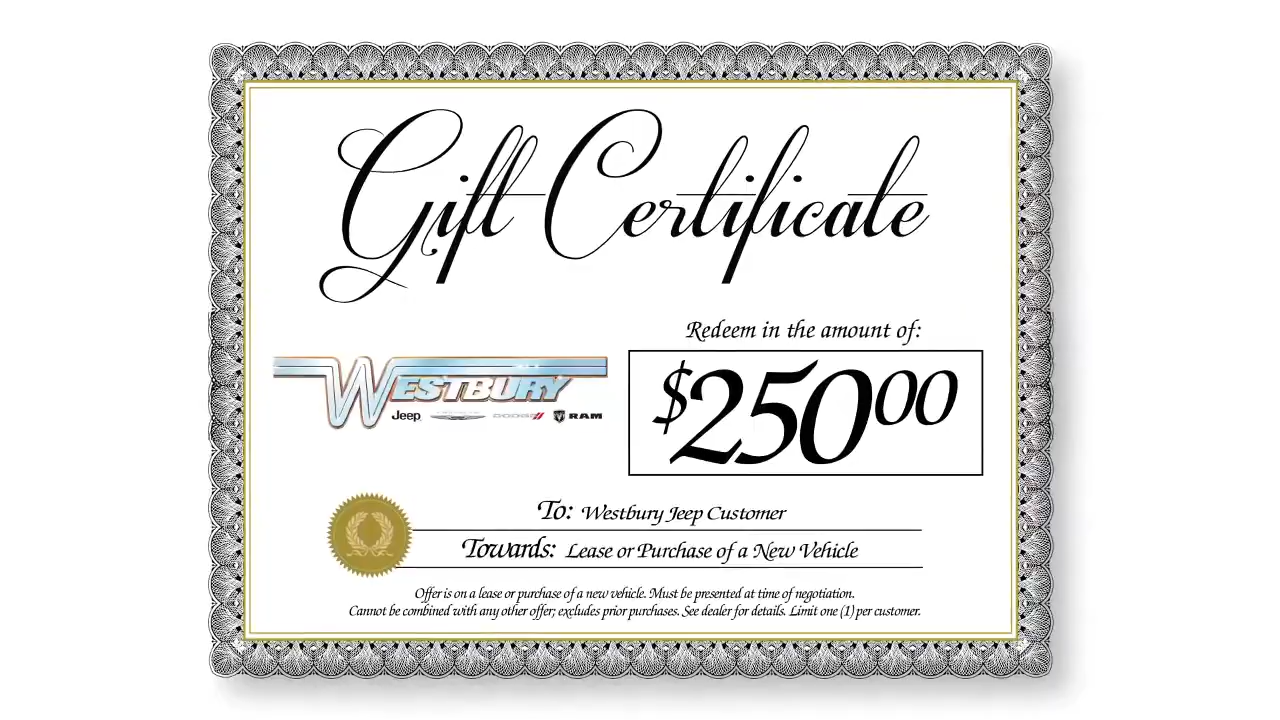 Gift Certificate
Redeem in the amount of:
$25000
WESTBURY
Jeep CHRYSLER DODGE RAM
To: Westbury Jeep Customer
Towards: Lease or Purchase of a New Vehicle
Offer is on a lease or purchase of a new vehicle. Must be presented at time of negotiation.
Cannot be combined with any other offer; excludes prior purchases. See dealer for details. Limit one (1) per customer.